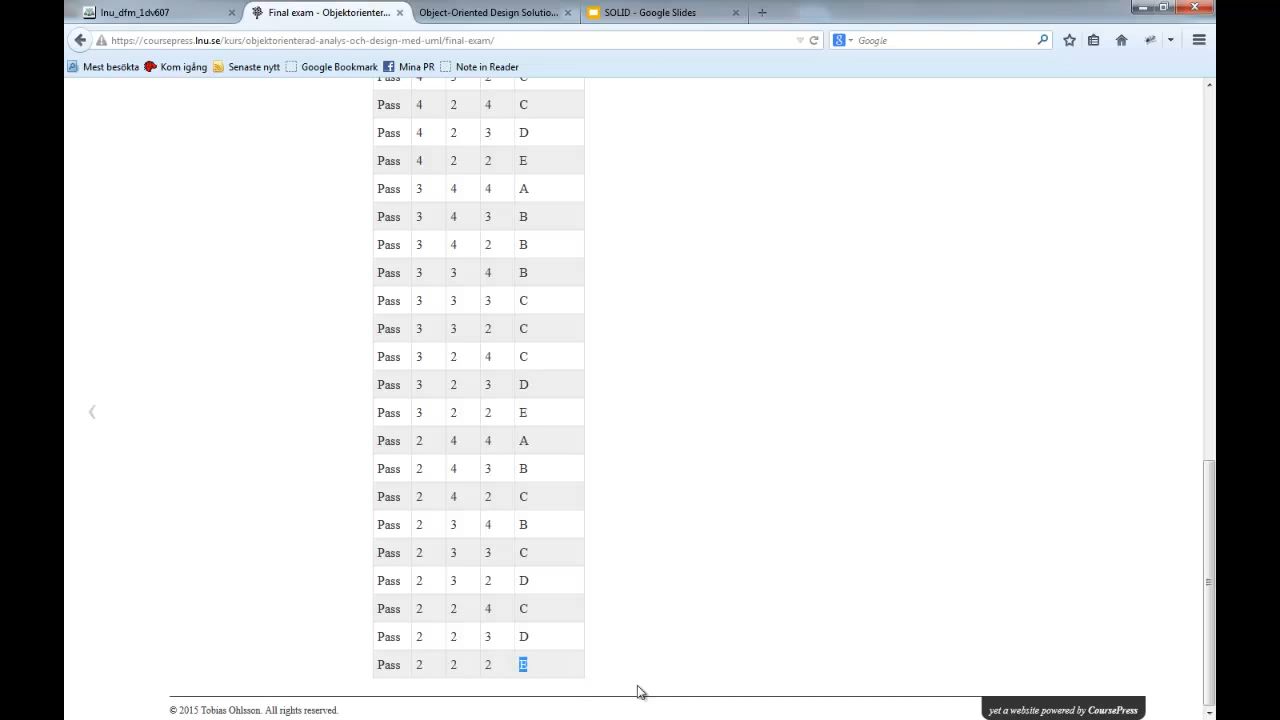 lnu_dfm_1dv607 Final exam - Objektorienter... Object-Oriented Design Solutio... SOLID - Google Slides
https://coursepress.lnu.se/kurs/objektorienterad-analys-och-design-med-uml/final-exam/ Google
Mest besökta Kom igång Senaste nytt Google Bookmark Mina PR Note in Reader
Pass 4 3 2 C
Pass 4 2 4 C
Pass 4 2 3 D
Pass 4 2 2 E
Pass 3 4 4 A
Pass 3 4 3 B
Pass 3 4 2 B
Pass 3 3 4 B
Pass 3 3 3 C
Pass 3 3 2 C
Pass 3 2 4 C
Pass 3 2 3 D
Pass 3 2 2 E
Pass 2 4 4 A
Pass 2 4 3 B
Pass 2 4 2 C
Pass 2 3 4 B
Pass 2 3 3 C
Pass 2 3 2 D
Pass 2 2 4 C
Pass 2 2 3 D
Pass 2 2 2 E
© 2015 Tobias Ohlsson. All rights reserved. yet a website powered by CoursePress